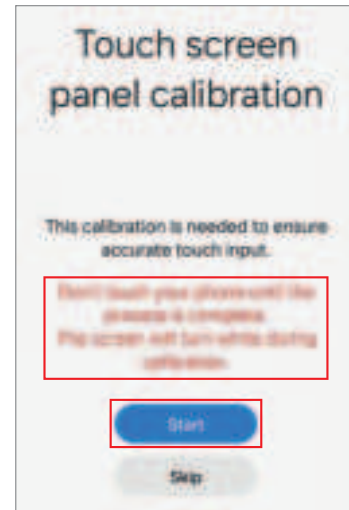 Touch screen
panel calibration
This calibration is needed to ensure
accurate touch input.
Don't touch your phone until the
process is complete.
The screen will turn white during
calibration.
Start
Skip